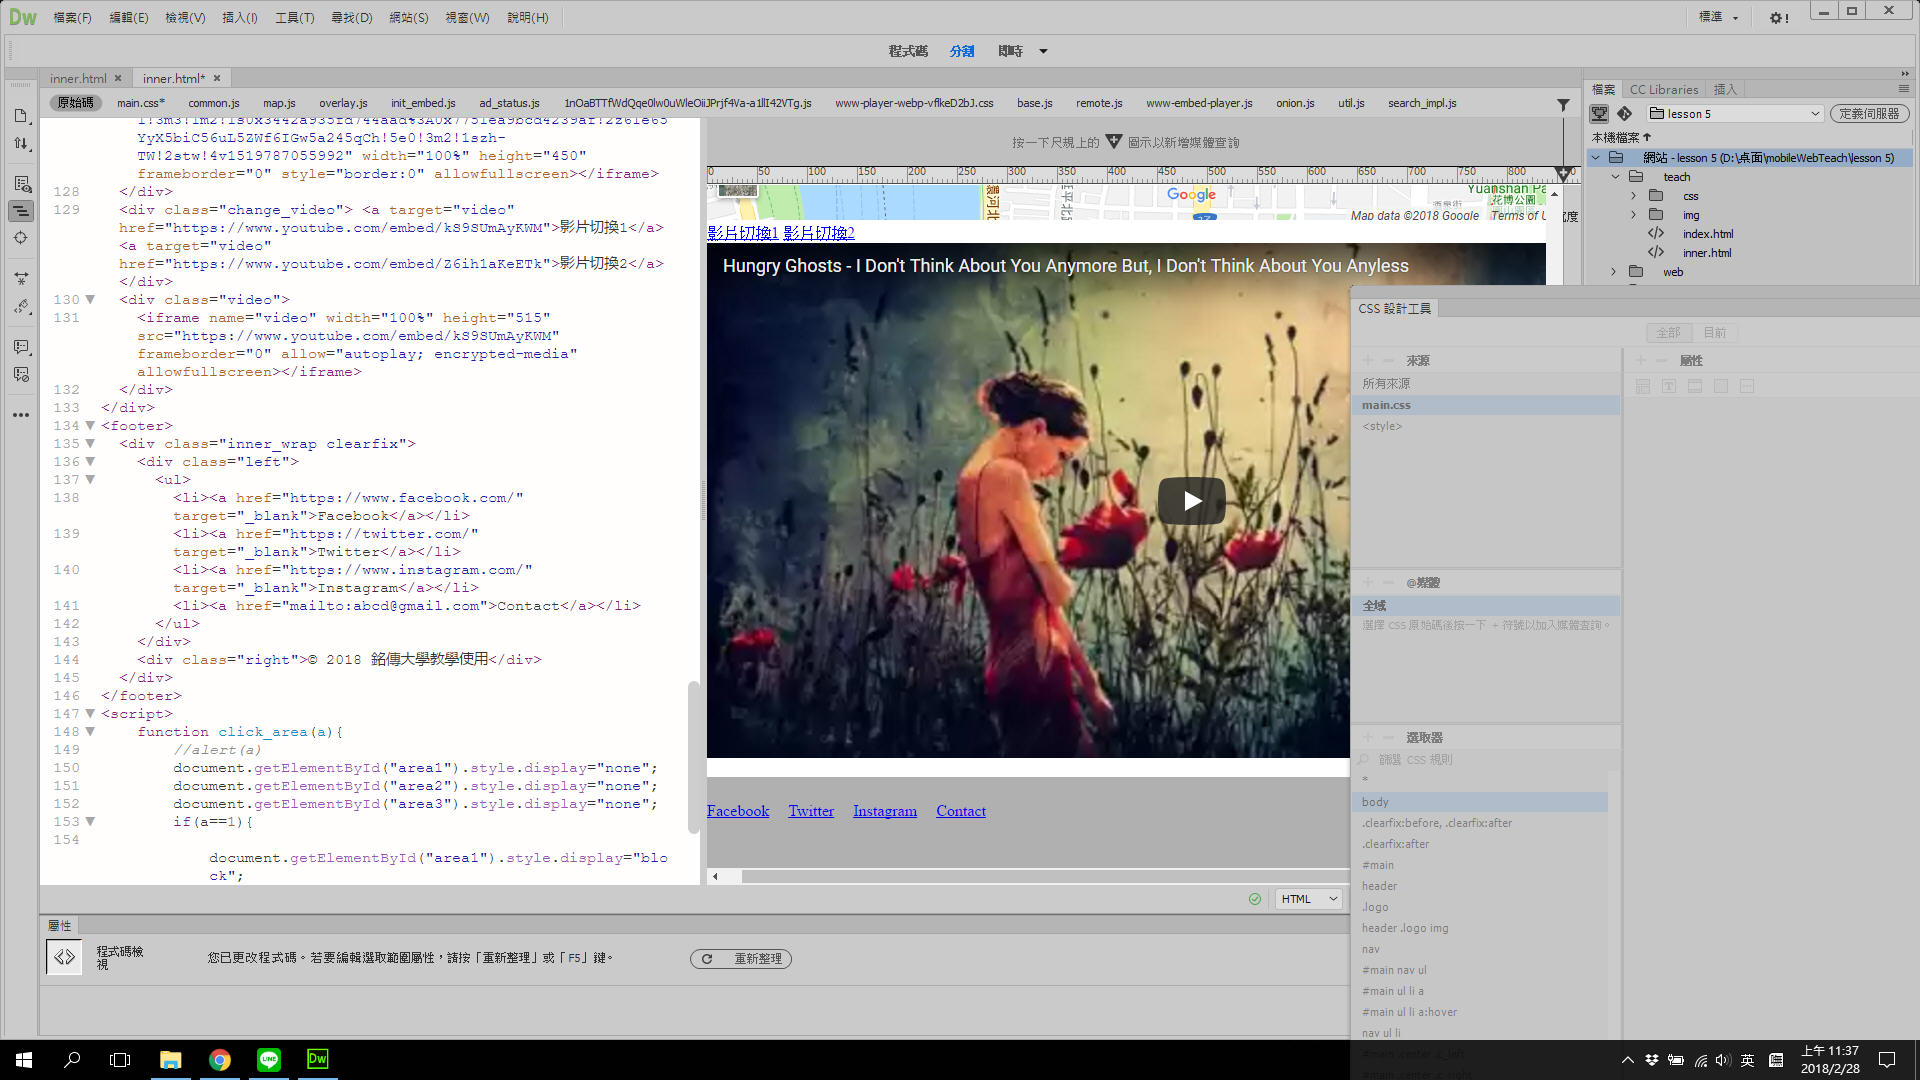 Dw 檔案(F) 編輯(E) 檢視(V) 插入(I) 工具(T) 尋找(D) 網站(S) 視窗(W) 說明(H) 標準
程式碼 分割 即時
inner.html inner.html*
原始碼 main.css* common.js map.js overlay.js init_embed.js ad_status.js www-player-webp-vflkeD2bJ.css base.js remote.js www-embed-player.js onion.js util.js search_impl.js
YyX5biC56uL5ZWf6IGw5a245qCh!5e0!3m2!1szh-
TW!2stw!4v1519787055992" width="100%" height="450"
frameborder="0" style="border:0" allowfullscreen></iframe>
128 </div>
129 <div class="change_video"> <a target="video"
href="https://www.youtube.com/embed/kS9SUmAyKWM">影片切換1</a>
<a target="video"
href="https://www.youtube.com/embed/Z6ih1aKeETk">影片切換2</a>
</div>
130 <div class="video">
131 <iframe name="video" width="100%" height="515"
src="https://www.youtube.com/embed/kS9SUmAyKWM"
frameborder="0" allow="autoplay; encrypted-media"
allowfullscreen></iframe>
132 </div>
133 </div>
134 <footer>
135 <div class="inner_wrap clearfix">
136 <div class="left">
137 <ul>
138 <li><a href="https://www.facebook.com/"
target="_blank">Facebook</a></li>
139 <li><a href="https://twitter.com/"
target="_blank">Twitter</a></li>
140 <li><a href="https://www.instagram.com/"
target="_blank">Instagram</a></li>
141 <li><a href="mailto:abcd@gmail.com">Contact</a></li>
142 </ul>
143 </div>
144 <div class="right">© 2018 銘傳大學教學使用</div>
145 </div>
146 </footer>
147 <script>
148 function click_area(a){
149 //alert(a)
150 document.getElementById("area1").style.display="none";
151 document.getElementById("area2").style.display="none";
152 document.getElementById("area3").style.display="none";
153 if(a==1){
154
document.getElementById("area1").style.display="blo
ck";
按一下尺規上的 圖示以新增媒體查詢
0 50 100 150 200 250 300 350 400 450 500 550 600 650 700 750 800
Google
花博公園
Map data ©2018 Google Terms of U
影片切換1 影片切換2
Hungry Ghosts - I Don't Think About You Anymore But, I Don't Think About You Anyless
Facebook Twitter Instagram Contact
HTML
檔案 CC Libraries 插入
lesson 5 定義伺服器
本機檔案
網站 - lesson 5 (D:\桌面\mobileWebTeach\lesson 5)
teach
css
img
index.html
inner.html
web
CSS 設計工具
全部 目前
來源 屬性
所有來源
main.css
<style>
@媒體
全域
選擇 CSS 原始碼後按一下 + 符號以加入媒體查詢。
選取器
篩選 CSS 規則
*
body
.clearfix:before, .clearfix:after
.clearfix:after
#main
header
.logo
header .logo img
nav
#main nav ul
#main ul li a
#main ul li a:hover
nav ul li
#main .center .c_left
#main .center .c_right
屬性
程式碼檢
視
您已更改程式碼。若要編輯選取範圍屬性，請按「重新整理」或「F5」鍵。
重新整理
Dw
英
上午 11:37
2018/2/28